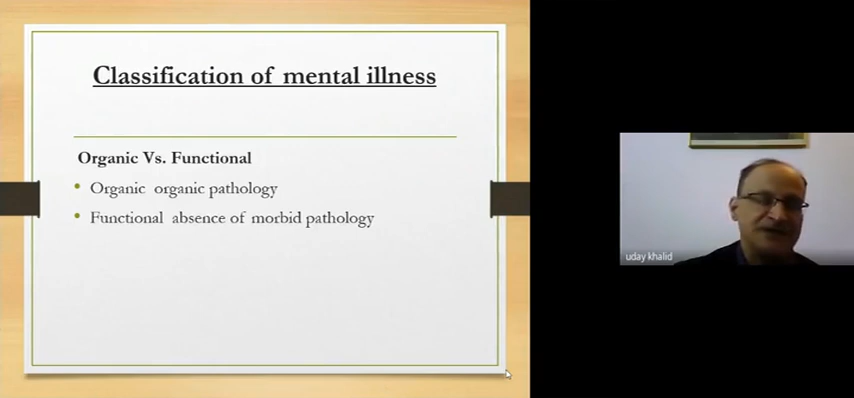 Classification of mental illness
Organic Vs. Functional
• Organic organic pathology
• Functional absence of morbid pathology
uday khalid